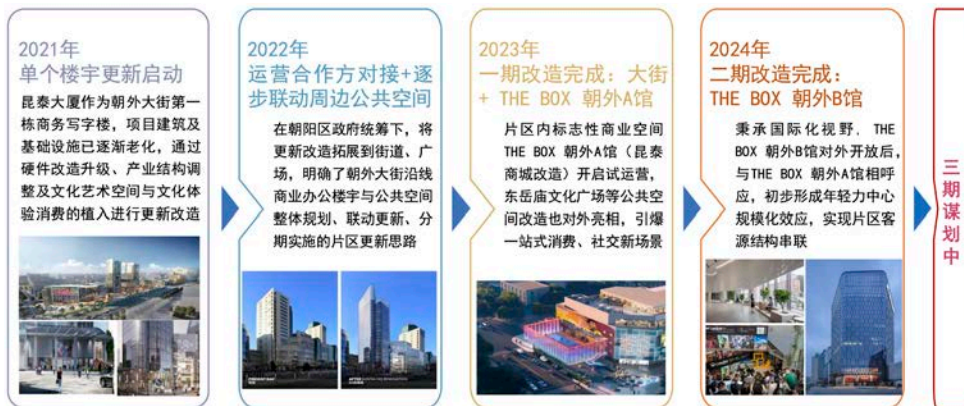 2021年
单个楼宇更新启动
昆泰大厦作为朝外大街第一
栋商务写字楼，项目建筑及
基础设施已逐渐老化，通过
硬件改造升级、产业结构调
整及文化艺术空间与文化体
验消费的植入进行更新改造
2022年
运营合作方对接+逐
步联动周边公共空间
在朝阳区政府统筹下，将
更新改造拓展到街道、广
场，明确了朝外大街沿线
商业办公楼宇与公共空间
整体规划、联动更新、分
期实施的片区更新思路
2023年
一期改造完成：大街
+ THE BOX 朝外A馆
片区内标志性商业空间
THE BOX 朝外A馆（昆泰
商城改造）开启试运营，
东岳庙文化广场等公共空
间改造也对外亮相，引爆
一站式消费、社交新场景
2024年
二期改造完成：
THE BOX 朝外B馆
秉承国际化视野，THE
BOX 朝外B馆对外开放后，
与THE BOX 朝外A馆相呼
应，初步形成年轻力中心
规模化效应，实现片区客
源结构串联
三期谋划中